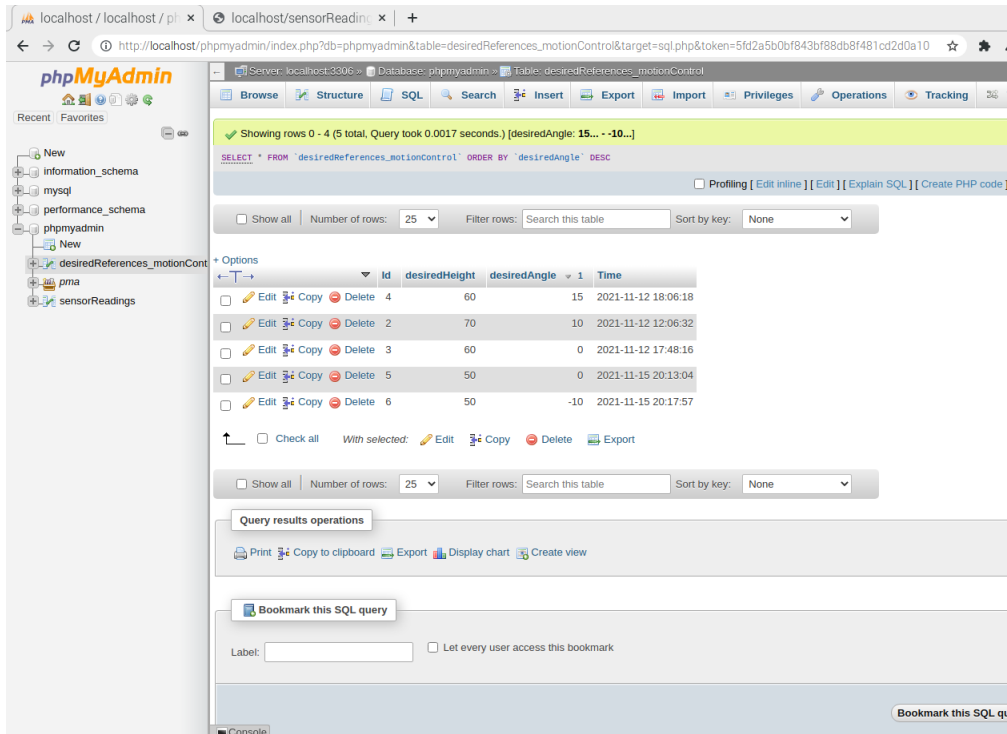 localhost / localhost / ph
localhost/sensorReading
http://localhost/phpmyadmin/index.php?db=phpmyadmin&table=desiredReferences_motionControl&target=sql.php&token=5fd2a5b0bf843bf88db8f481cd2d0a10
phpMyAdmin
Recent Favorites
New
information_schema
mysql
performance_schema
phpmyadmin
New
desiredReferences_motionCont
pma
sensorReadings
Server: localhost:3306 » Database: phpmyadmin » Table: desiredReferences_motionControl
Browse Structure SQL Search Insert Export Import Privileges Operations Tracking
Showing rows 0 - 4 (5 total, Query took 0.0017 seconds.) [desiredAngle: 15... - -10...]
SELECT * FROM `desiredReferences_motionControl` ORDER BY `desiredAngle` DESC
Profiling [ Edit inline ] [ Edit ] [ Explain SQL ] [ Create PHP code ]
Show all Number of rows: 25 Filter rows: Search this table Sort by key: None
+ Options
←T→ Id desiredHeight desiredAngle 1 Time
Edit Copy Delete 4 60 15 2021-11-12 18:06:18
Edit Copy Delete 2 70 10 2021-11-12 12:06:32
Edit Copy Delete 3 60 0 2021-11-12 17:48:16
Edit Copy Delete 5 50 0 2021-11-15 20:13:04
Edit Copy Delete 6 50 -10 2021-11-15 20:17:57
Check all With selected: Edit Copy Delete Export
Show all Number of rows: 25 Filter rows: Search this table Sort by key: None
Query results operations
Print Copy to clipboard Export Display chart Create view
Bookmark this SQL query
Label: Let every user access this bookmark
Bookmark this SQL qu
Console